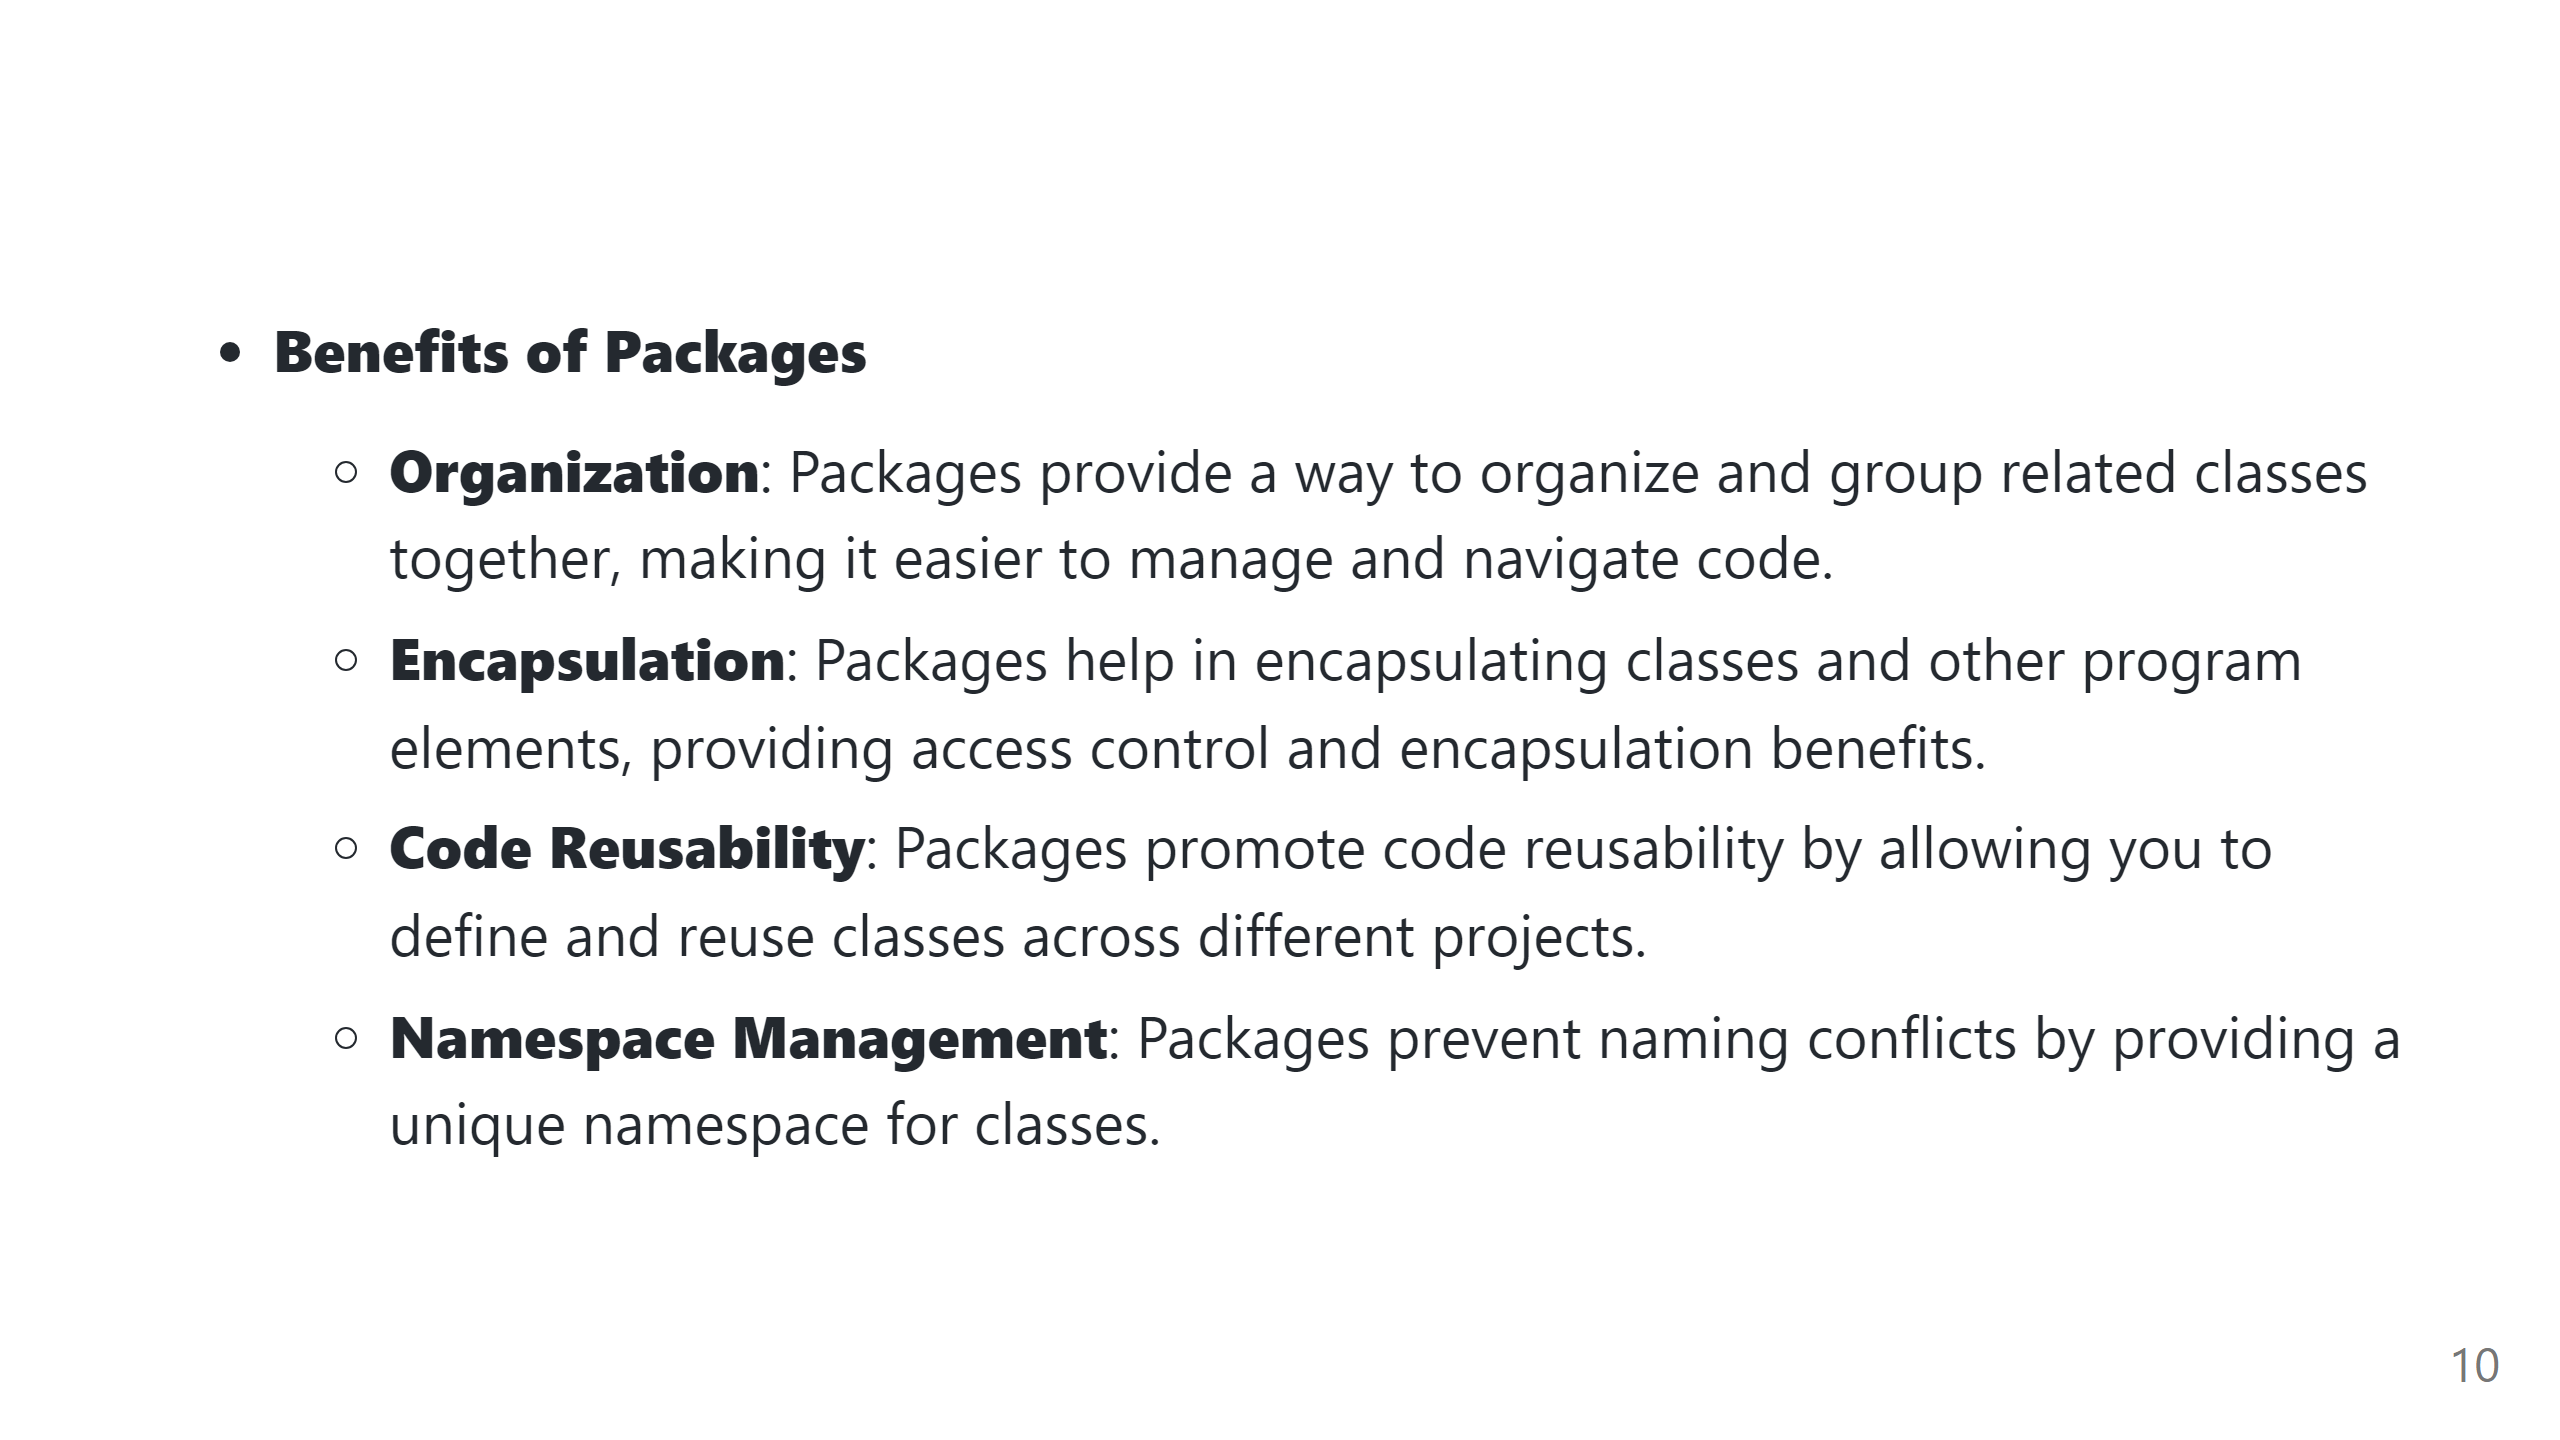 • Benefits of Packages
○ Organization: Packages provide a way to organize and group related classes
together, making it easier to manage and navigate code.
○ Encapsulation: Packages help in encapsulating classes and other program
elements, providing access control and encapsulation benefits.
○ Code Reusability: Packages promote code reusability by allowing you to
define and reuse classes across different projects.
○ Namespace Management: Packages prevent naming conflicts by providing a
unique namespace for classes.
10